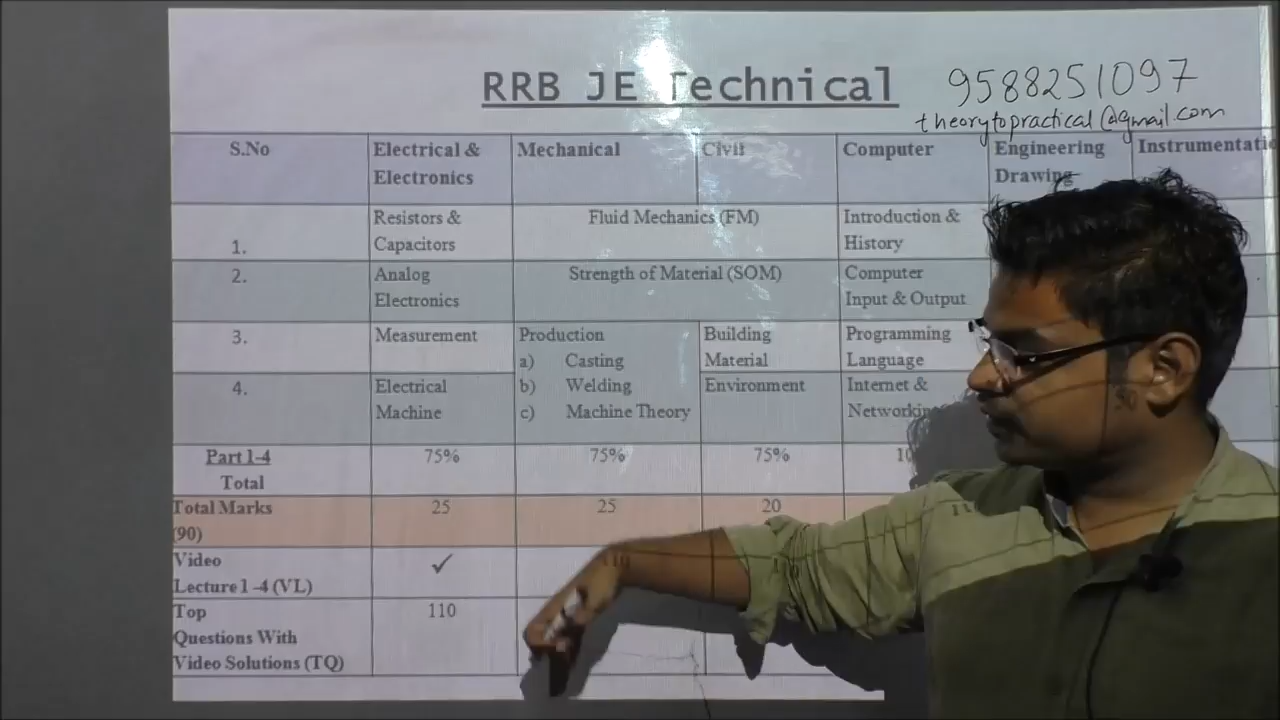 RRB JE Technical
9588251097
theorytopractical@gmail.com
S.No Electrical & Mechanical Civil Computer Engineering
Electronics Drawing
Resistors & Fluid Mechanics (FM) Introduction &
1. Capacitors History
2. Analog Strength of Material (SOM) Computer
Electronics Input & Output
3. Measurement Production Building Programming
a) Casting Material Language
4. Electrical b) Welding Environment Internet &
Machine c) Machine Theory
Part 1-4 75% 75% 75%
Total
Total Marks 25 25 20
(90)
Video ✓
Lecture 1-4 (VL)
Top 110
Questions With
Video Solutions (TQ)
110